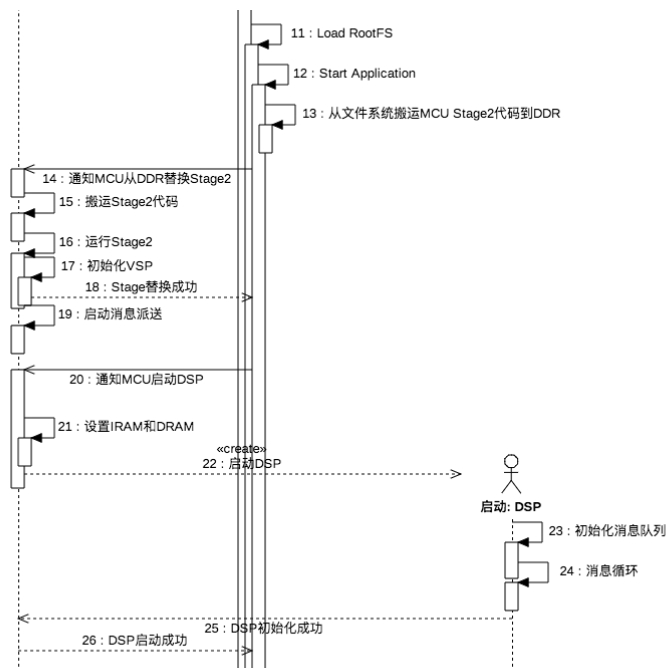 11 : Load RootFS
12 : Start Application
13 : 从文件系统搬运MCU Stage2代码到DDR
14 : 通知MCU从DDR替换Stage2
15 : 搬运Stage2代码
16 : 运行Stage2
17 : 初始化VSP
18 : Stage替换成功
19 : 启动消息派送
20 : 通知MCU启动DSP
21 : 设置IRAM和DRAM
«create»
22 : 启动DSP
启动: DSP
23 : 初始化消息队列
24 : 消息循环
25 : DSP初始化成功
26 : DSP启动成功